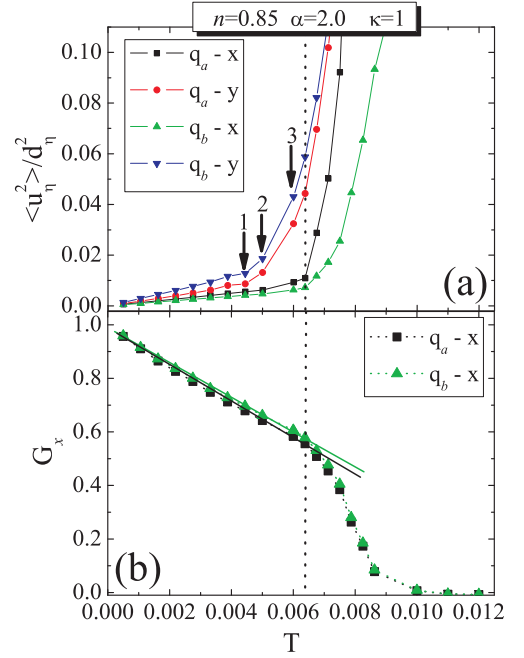 n=0.85 α=2.0 κ=1
0.10
0.08
0.06
0.04
0.02
0.00
<u²_η>/d²_η
q_a - x
q_a - y
q_b - x
q_b - y
1
2
3
(a)
1.0
0.8
0.6
0.4
0.2
0.0
G_x
q_a - x
q_b - x
(b)
0.000 0.002 0.004 0.006 0.008 0.010 0.012
T